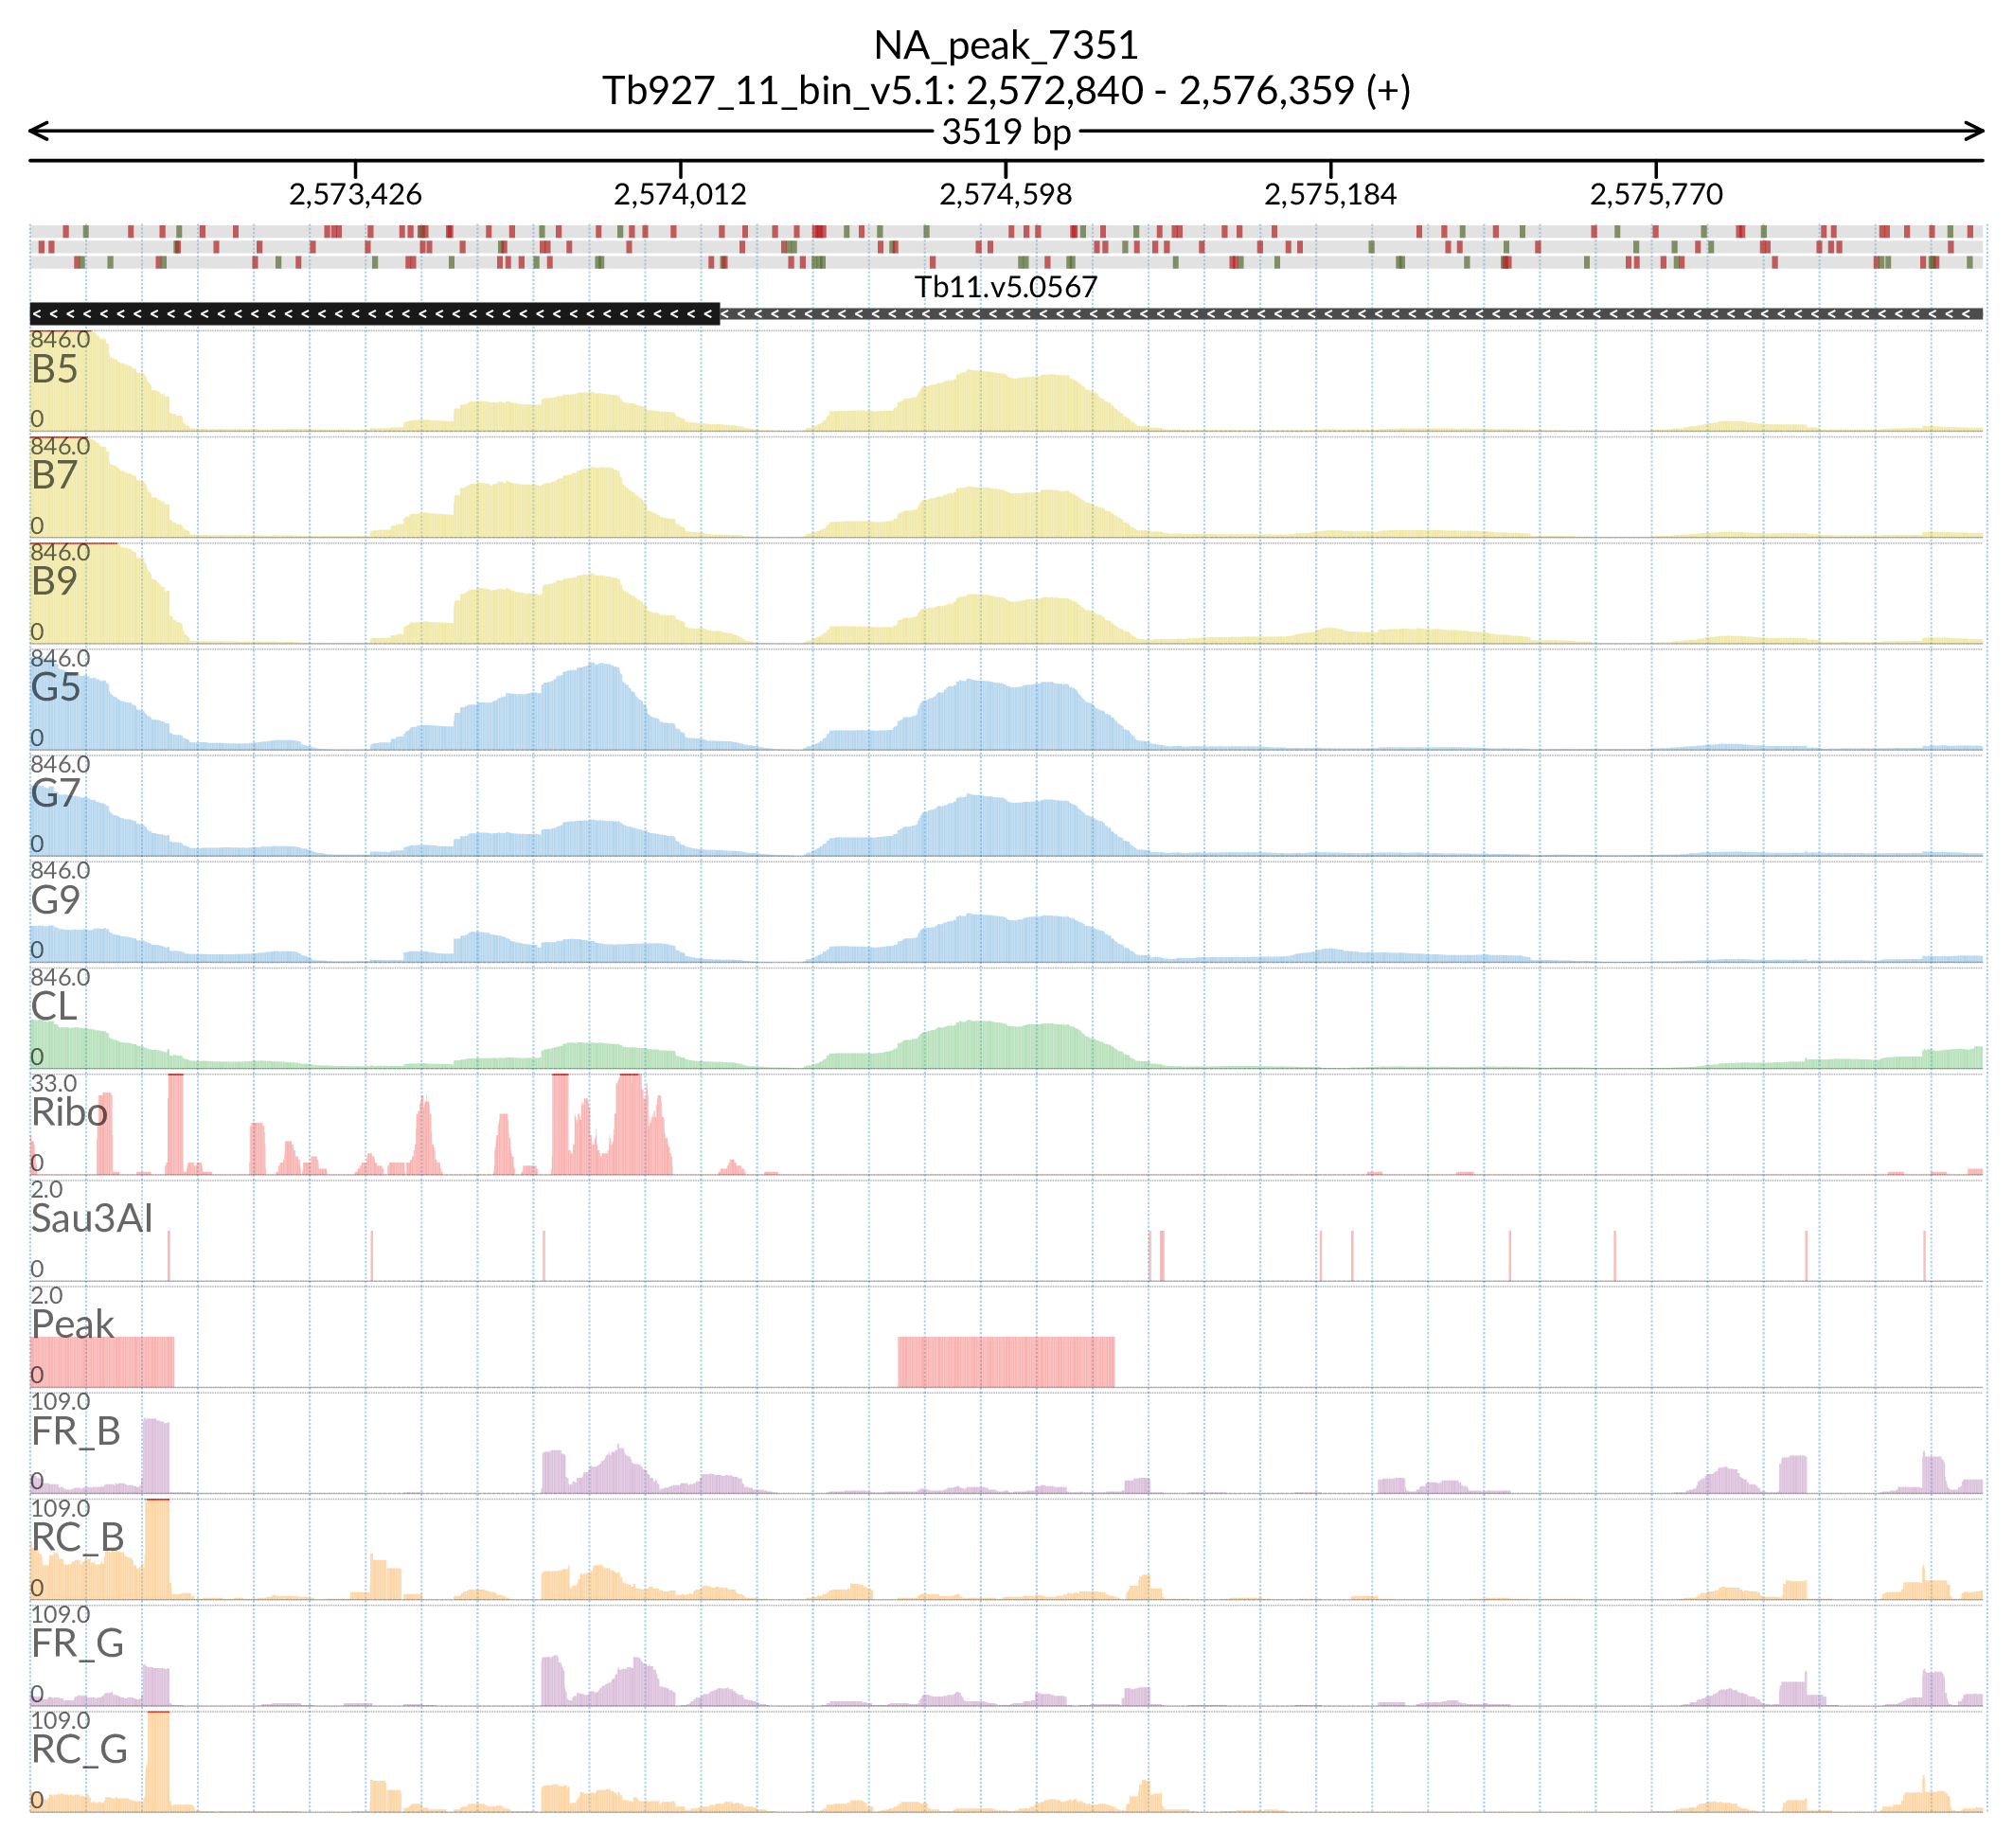 NA_peak_7351
Tb927_11_bin_v5.1: 2,572,840 - 2,576,359 (+)
3519 bp
2,573,426 2,574,012 2,574,598 2,575,184 2,575,770
Tb11.v5.0567
846.0
B5
0
846.0
B7
0
846.0
B9
0
846.0
G5
0
846.0
G7
0
846.0
G9
0
846.0
CL
0
33.0
Ribo
0
2.0
Sau3AI
0
2.0
Peak
0
109.0
FR_B
0
109.0
RC_B
0
109.0
FR_G
0
109.0
RC_G
0